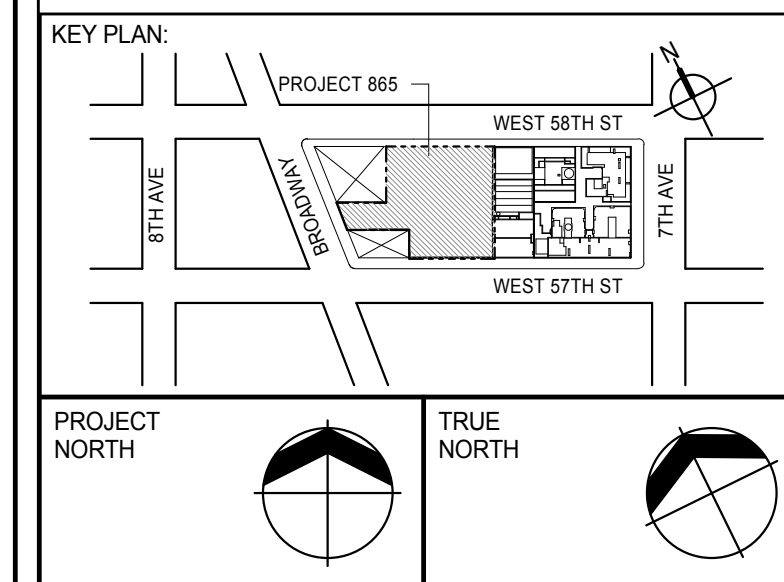 KEY PLAN:
N
PROJECT 865
WEST 58TH ST
8TH AVE
BROADWAY
7TH AVE
WEST 57TH ST
PROJECT
NORTH
TRUE
NORTH